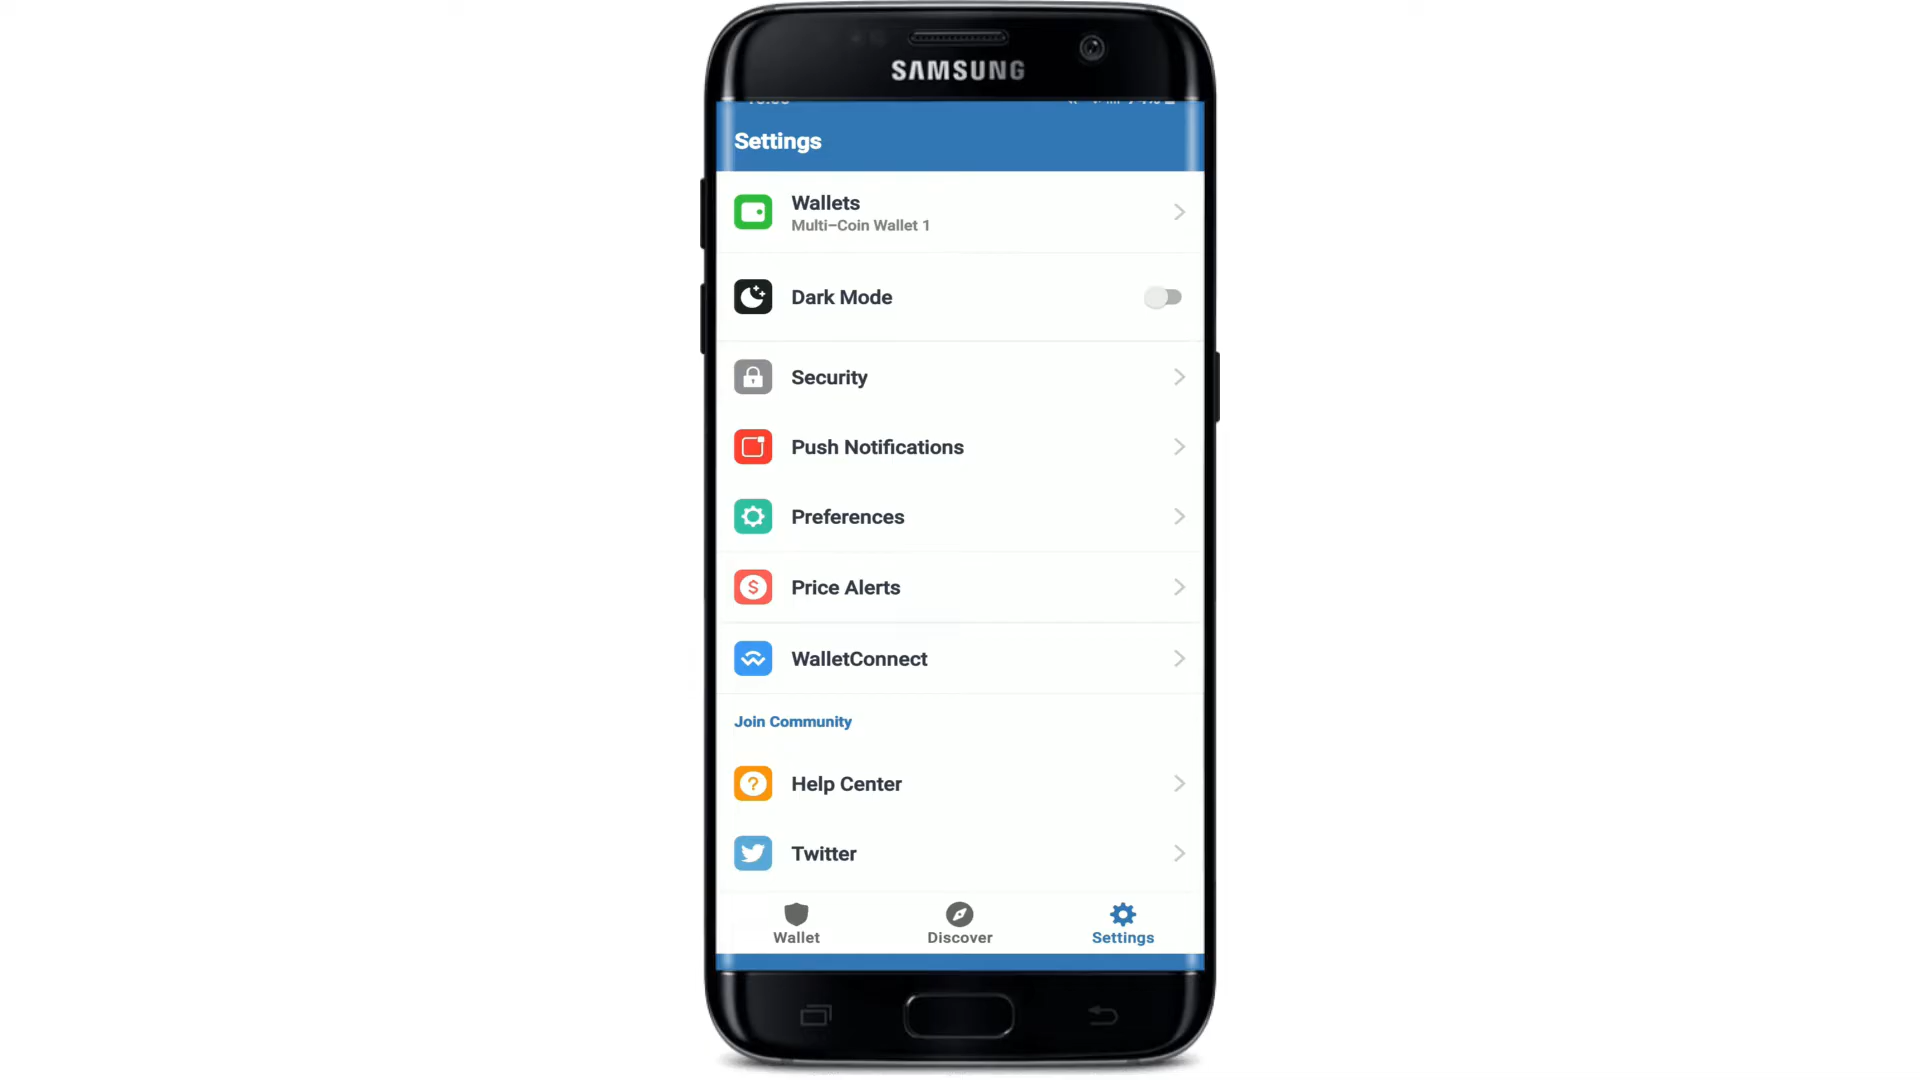 SAMSUNG
Settings
Wallets
Multi-Coin Wallet 1
Dark Mode
Security
Push Notifications
Preferences
Price Alerts
WalletConnect
Join Community
Help Center
Twitter
Wallet
Discover
Settings